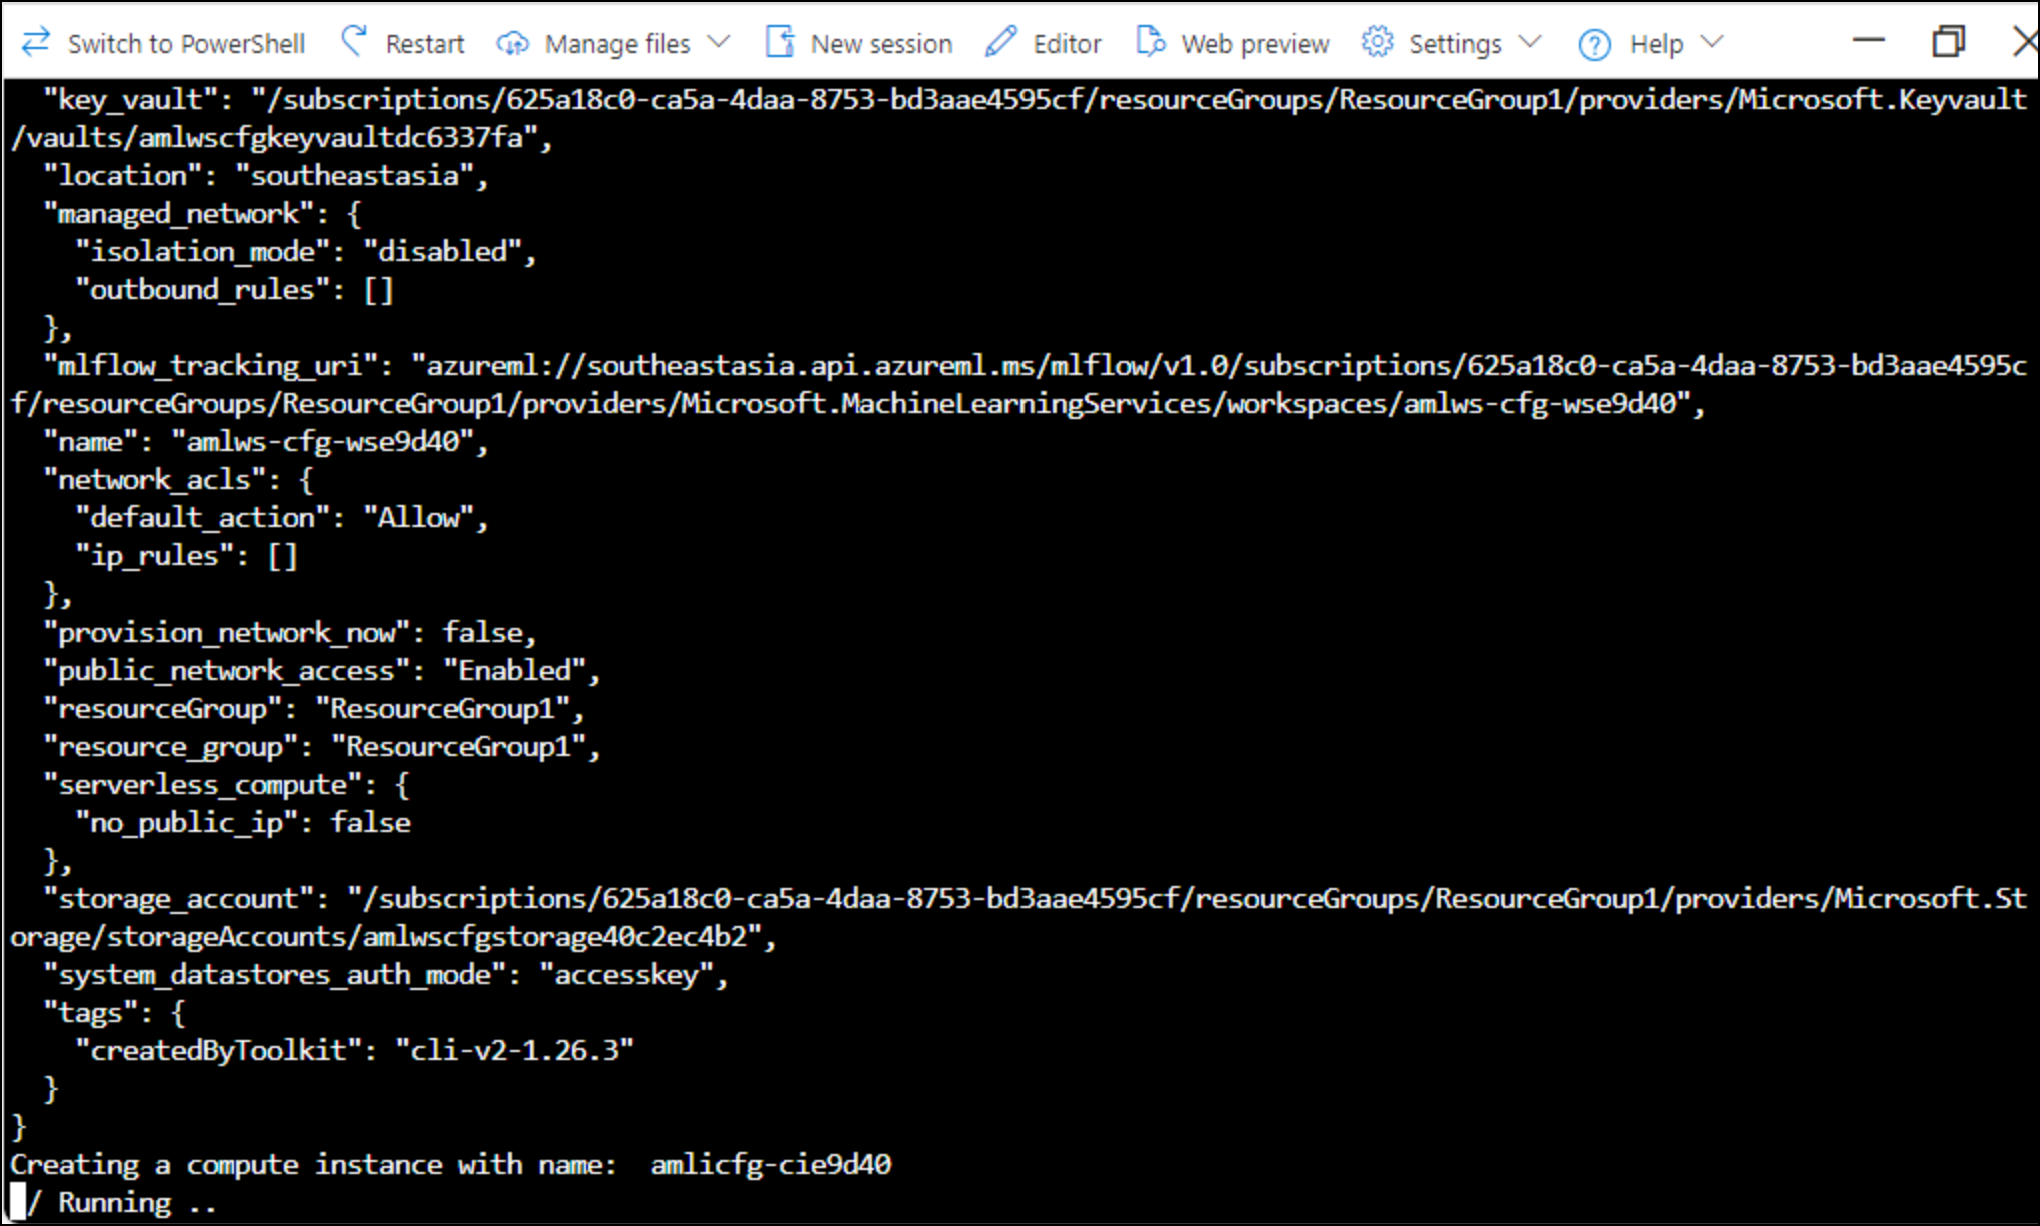 Switch to PowerShell Restart Manage files New session Editor Web preview Settings Help
"key_vault": "/subscriptions/625a18c0-ca5a-4daa-8753-bd3aae4595cf/resourceGroups/ResourceGroup1/providers/Microsoft.Keyvault
/vaults/amlwscfgkeyvaultdc6337fa",
"location": "southeastasia",
"managed_network": {
"isolation_mode": "disabled",
"outbound_rules": []
},
"mlflow_tracking_uri": "azureml://southeastasia.api.azureml.ms/mlflow/v1.0/subscriptions/625a18c0-ca5a-4daa-8753-bd3aae4595c
f/resourceGroups/ResourceGroup1/providers/Microsoft.MachineLearningServices/workspaces/amlws-cfg-wse9d40",
"name": "amlws-cfg-wse9d40",
"network_acls": {
"default_action": "Allow",
"ip_rules": []
},
"provision_network_now": false,
"public_network_access": "Enabled",
"resourceGroup": "ResourceGroup1",
"resource_group": "ResourceGroup1",
"serverless_compute": {
"no_public_ip": false
},
"storage_account": "/subscriptions/625a18c0-ca5a-4daa-8753-bd3aae4595cf/resourceGroups/ResourceGroup1/providers/Microsoft.St
orage/storageAccounts/amlwscfgstorage40c2ec4b2",
"system_datastores_auth_mode": "accesskey",
"tags": {
"createdByToolkit": "cli-v2-1.26.3"
}
}
Creating a compute instance with name:  amlicfg-cie9d40
/ Running ..